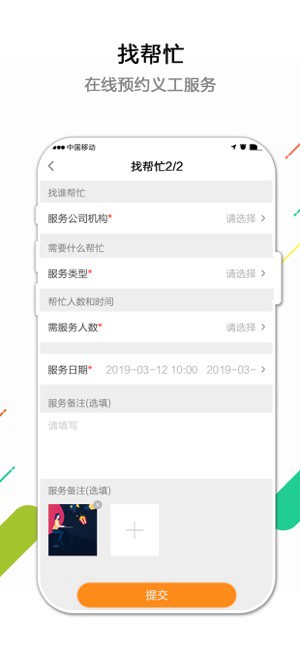 找帮忙
在线预约义工服务
中国移动
找帮忙2/2
找谁帮忙
服务公司机构* 请选择
需要什么帮忙
服务类型* 请选择
帮忙人数和时间
需服务人数* 请选择
服务日期* 2019-03-12 10:00 2019-03-
服务备注(选填)
请填写
服务备注(选填)
提交